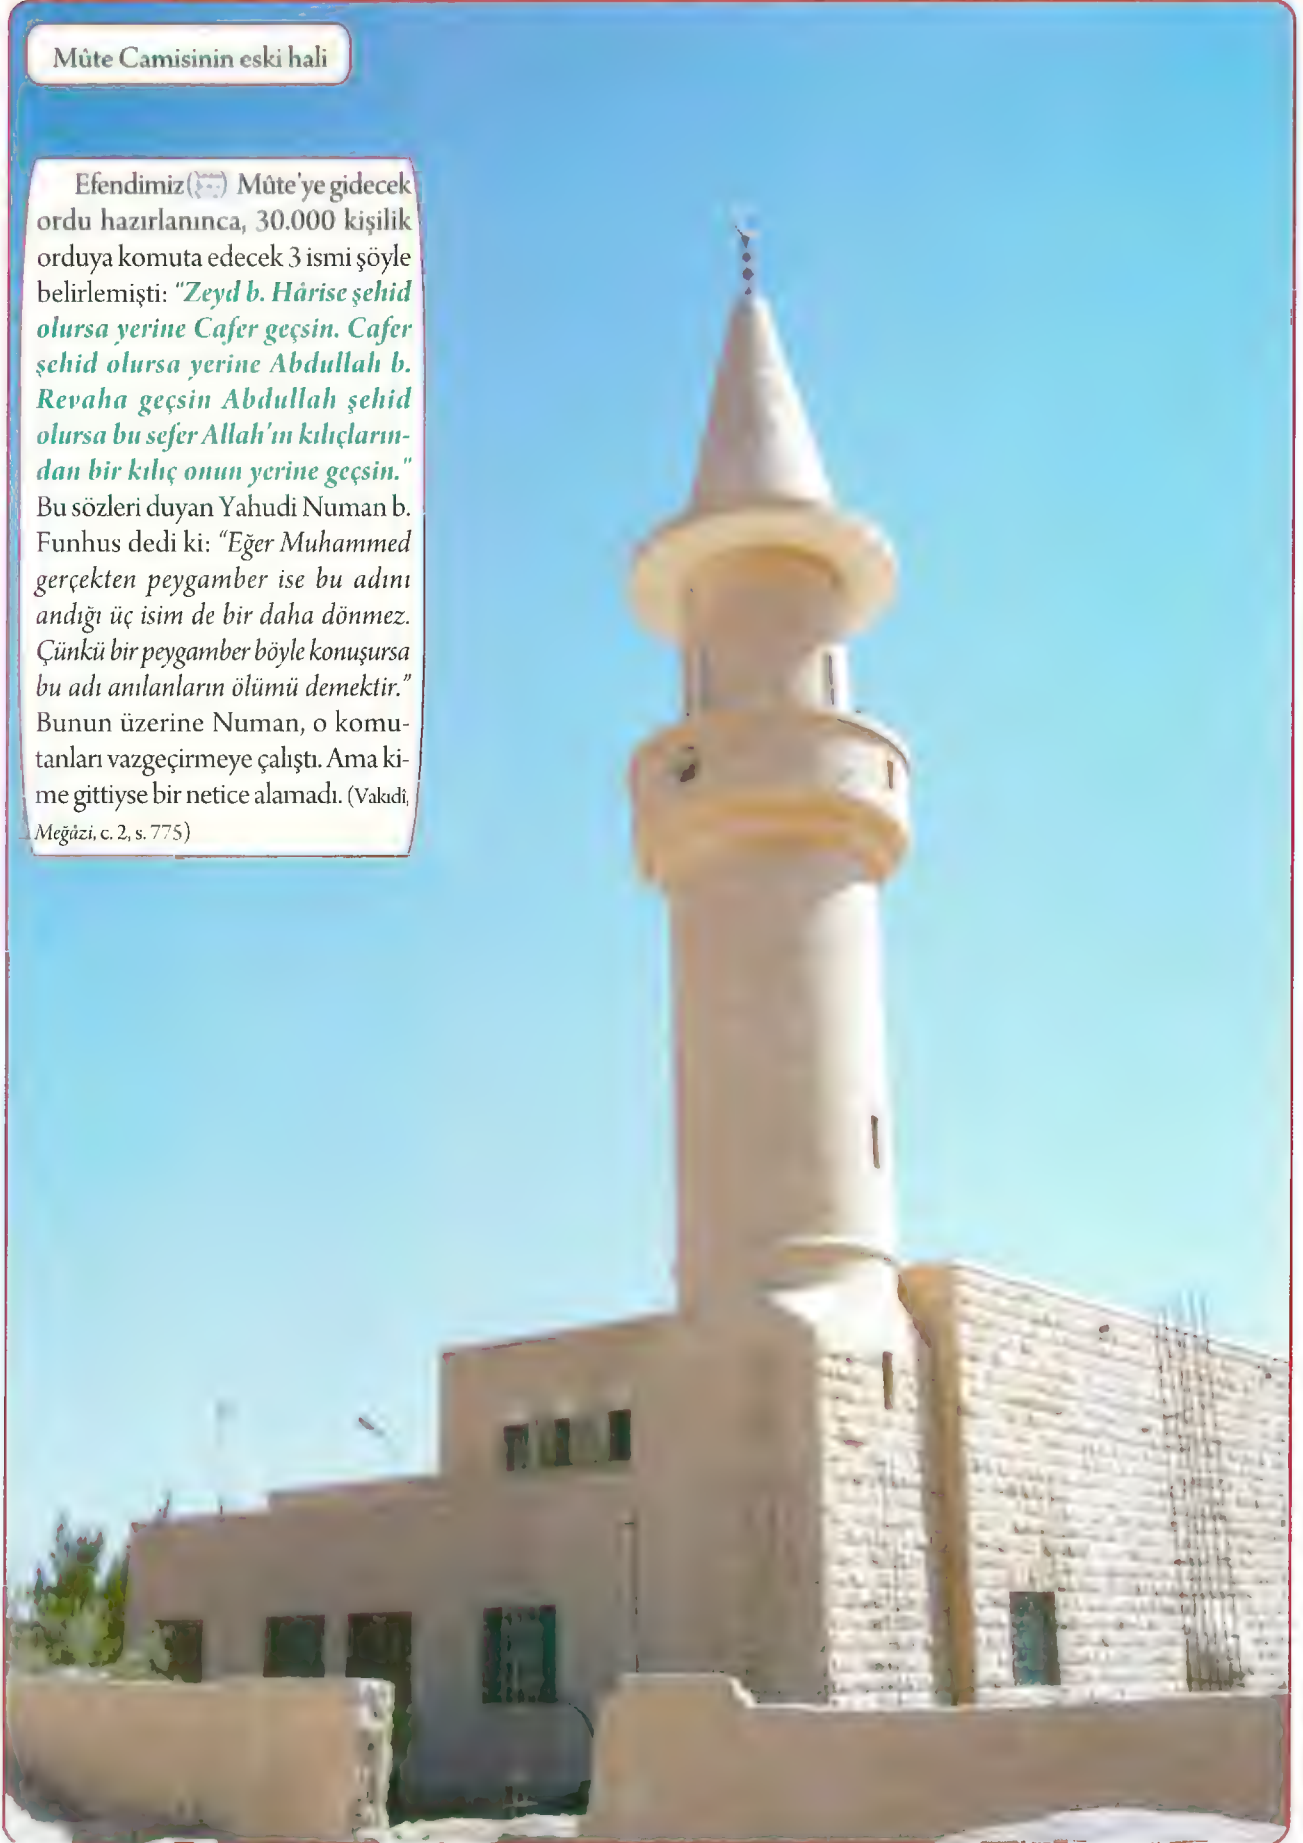 Mûte Camisinin eski hali
Efendimiz () Mûte'ye gidecek
ordu hazırlanınca, 30.000 kişilik
orduya komuta edecek 3 ismi şöyle
belirlemişti: "Zeyd b. Hârise şehid
olursa yerine Cafer geçsin. Cafer
şehid olursa yerine Abdullah b.
Revaha geçsin Abdullah şehid
olursa bu sefer Allah'ın kılıçların-
dan bir kılıç onun yerine geçsin."
Bu sözleri duyan Yahudi Numan b.
Funhus dedi ki: "Eğer Muhammed
gerçekten peygamber ise bu adını
andığı üç isim de bir daha dönmez.
Çünkü bir peygamber böyle konuşursa
bu adı anılanların ölümü demektir."
Bunun üzerine Numan, o komu-
tanları vazgeçirmeye çalıştı. Ama ki-
me gittiyse bir netice alamadı. (Vakıdî,
Meğâzi, c. 2, s. 775)